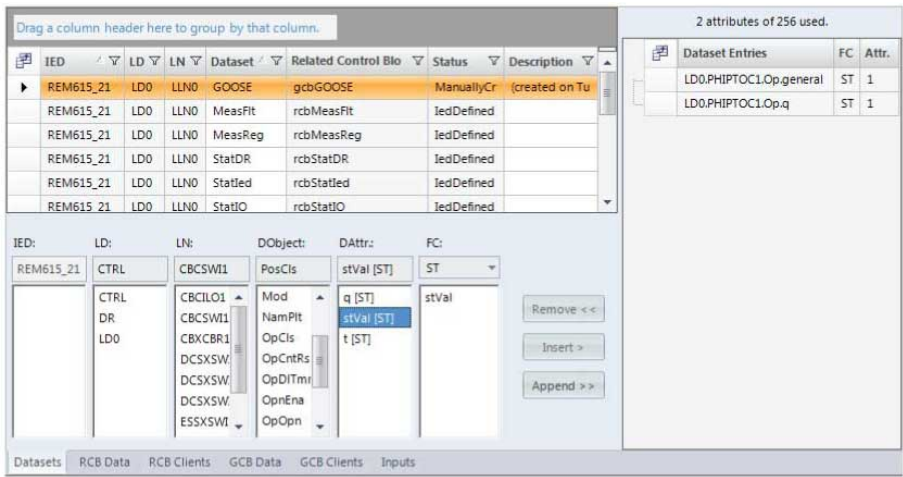 Drag a column header here to group by that column.
IED LD LN Dataset Related Control Blo Status Description
REM615_21 LD0 LLN0 GOOSE gcbGOOSE ManuallyCr (created on Tu
REM615_21 LD0 LLN0 MeasFlt rcbMeasFlt IedDefined
REM615_21 LD0 LLN0 MeasReg rcbMeasReg IedDefined
REM615_21 LD0 LLN0 StatDR rcbStatDR IedDefined
REM615_21 LD0 LLN0 StatIed rcbStatIed IedDefined
REM615_21 LD0 LLN0 StatIO rcbStatIO IedDefined
2 attributes of 256 used.
Dataset Entries FC Attr.
LD0.PHIPTOC1.Op.general ST 1
LD0.PHIPTOC1.Op.q ST 1
IED: LD: LN: DObject: DAttr.: FC:
REM615_21 CTRL CBCSWI1 PosCls stVal [ST] ST
CTRL CBCILO1 Mod q [ST] stVal
DR CBCSWI1 NamPlt stVal [ST]
LD0 CBXCBR1 OpCls t [ST]
DCSXSW OpCntRs
DCSXSW OpDlTmr
DCSXSW OpnEna
ESSXSWI OpOpn
Remove <<
Insert >
Append >>
Datasets RCB Data RCB Clients GCB Data GCB Clients Inputs